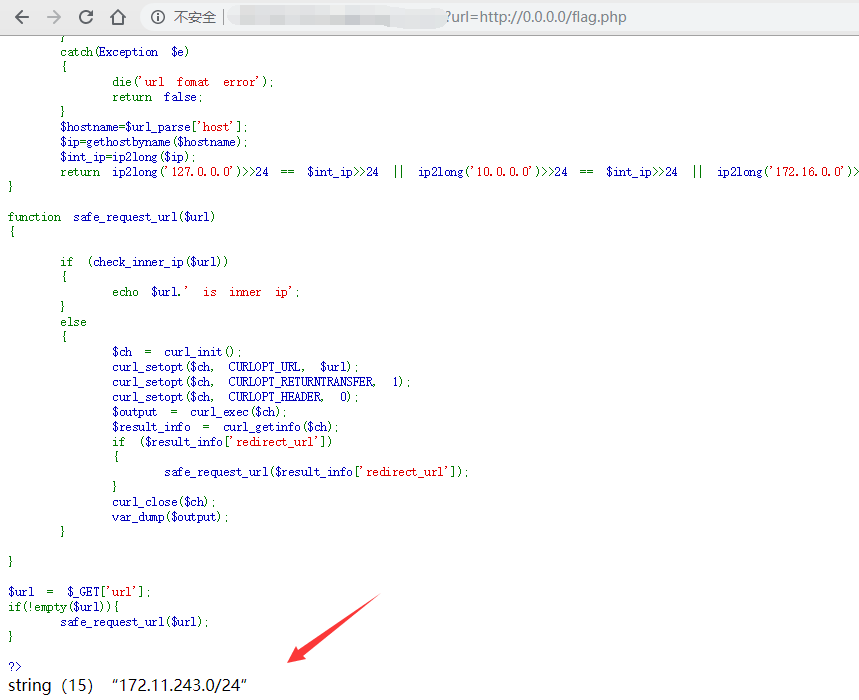 不安全
?url=http://0.0.0.0/flag.php
}
catch(Exception $e)
{
die('url fomat error');
return false;
}
$hostname=$url_parse['host'];
$ip=gethostbyname($hostname);
$int_ip=ip2long($ip);
return ip2long('127.0.0.0')>>24 == $int_ip>>24 || ip2long('10.0.0.0')>>24 == $int_ip>>24 || ip2long('172.16.0.0')>
}
function safe_request_url($url)
{
if (check_inner_ip($url))
{
echo $url.' is inner ip';
}
else
{
$ch = curl_init();
curl_setopt($ch, CURLOPT_URL, $url);
curl_setopt($ch, CURLOPT_RETURNTRANSFER, 1);
curl_setopt($ch, CURLOPT_HEADER, 0);
$output = curl_exec($ch);
$result_info = curl_getinfo($ch);
if ($result_info['redirect_url'])
{
safe_request_url($result_info['redirect_url']);
}
curl_close($ch);
var_dump($output);
}
}
$url = $_GET['url'];
if(!empty($url)){
safe_request_url($url);
}
?>
string（15）“172.11.243.0/24”